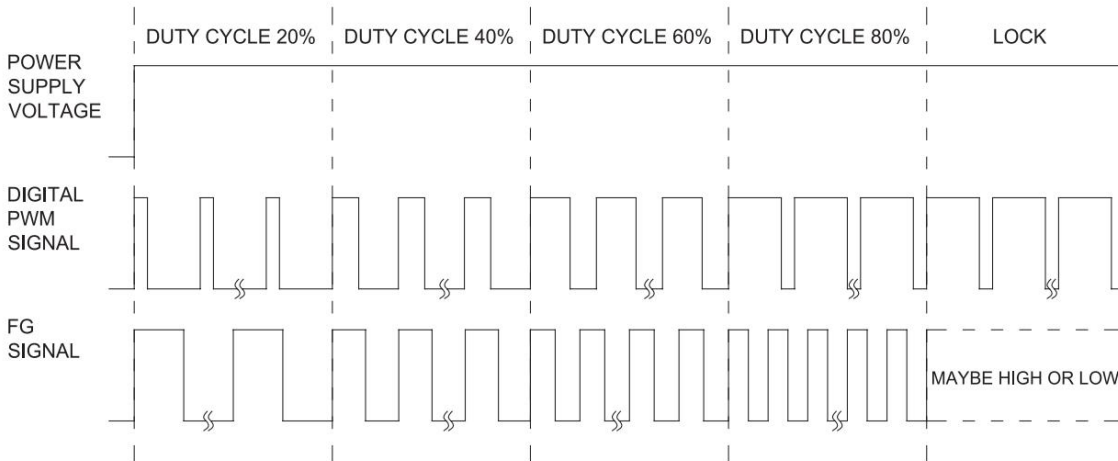 DUTY CYCLE 20%
DUTY CYCLE 40%
DUTY CYCLE 60%
DUTY CYCLE 80%
LOCK
POWER
SUPPLY
VOLTAGE
DIGITAL
PWM
SIGNAL
FG
SIGNAL
MAYBE HIGH OR LOW